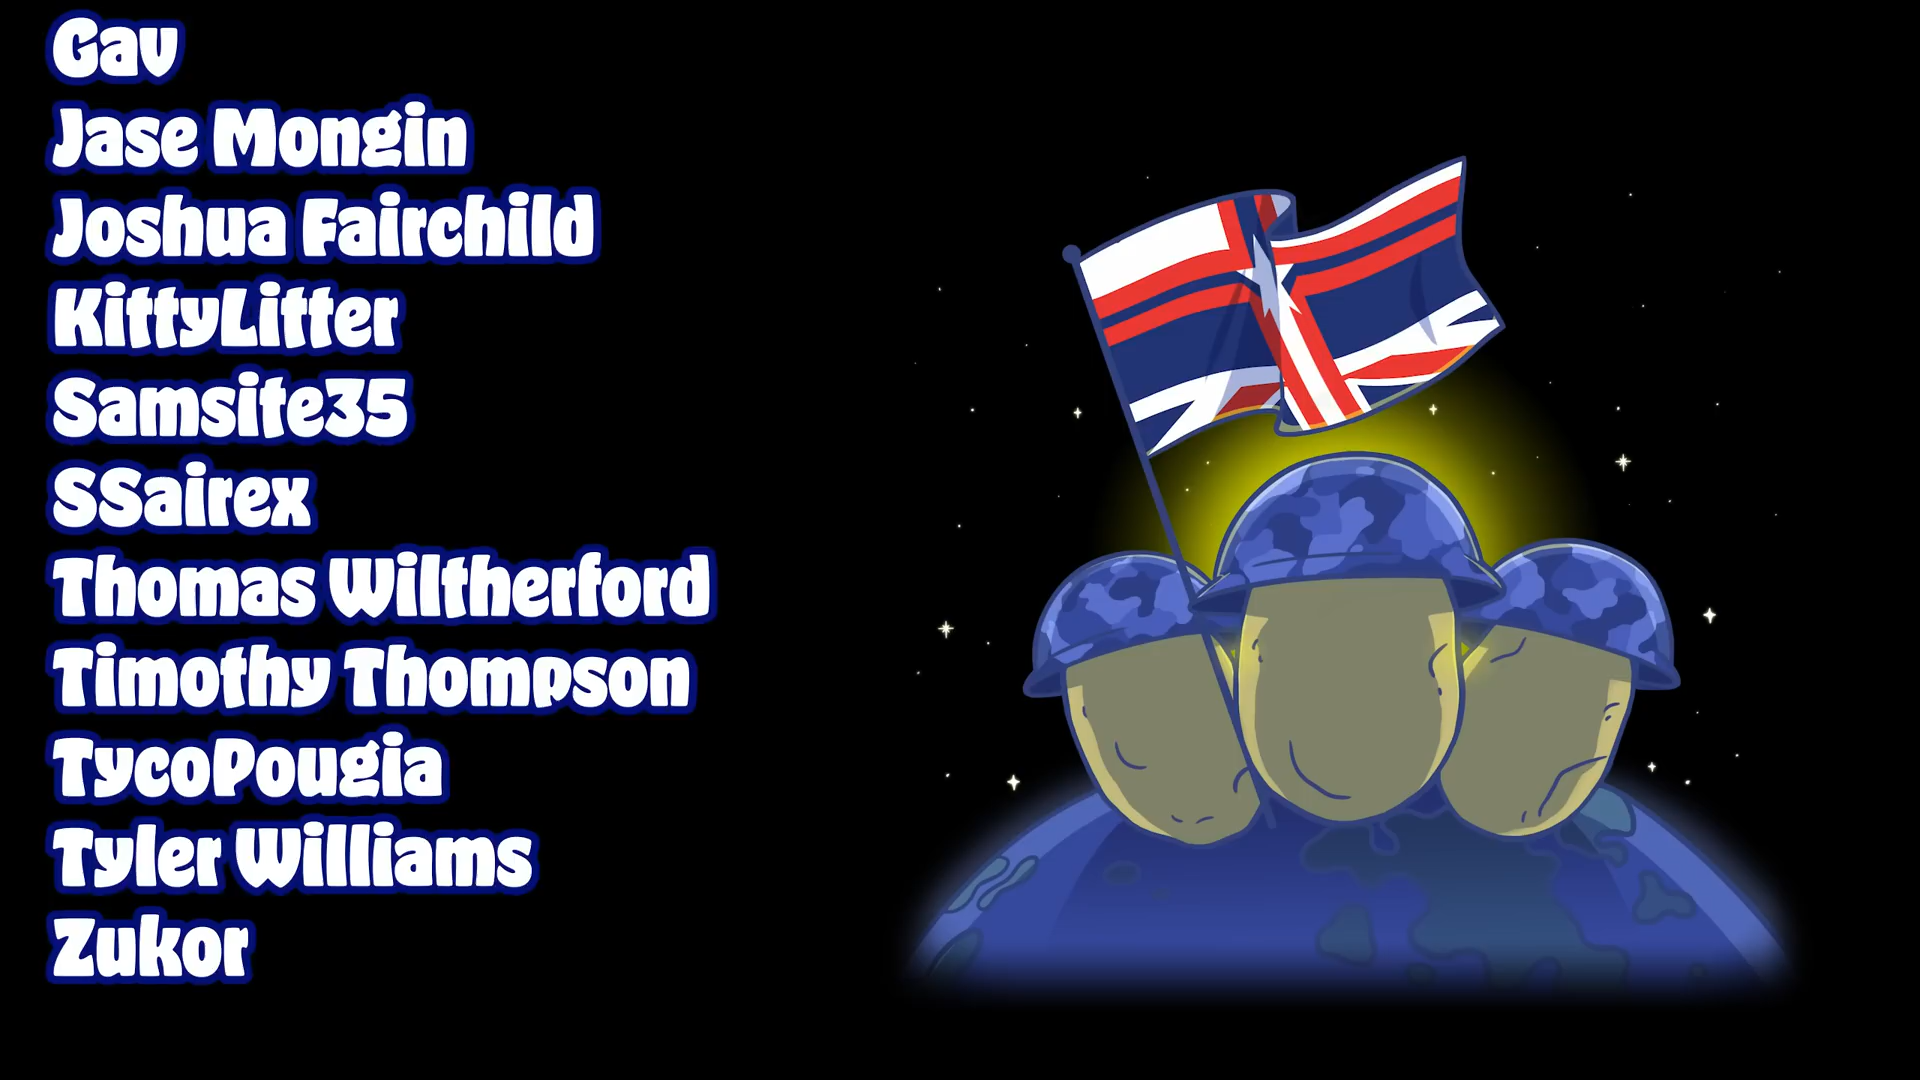 Gav
Jase Mongin
Joshua Fairchild
KittyLitter
Samsite35
SSairex
Thomas Wiltherford
Timothy Thompson
TycoPougia
Tyler Williams
Zukor